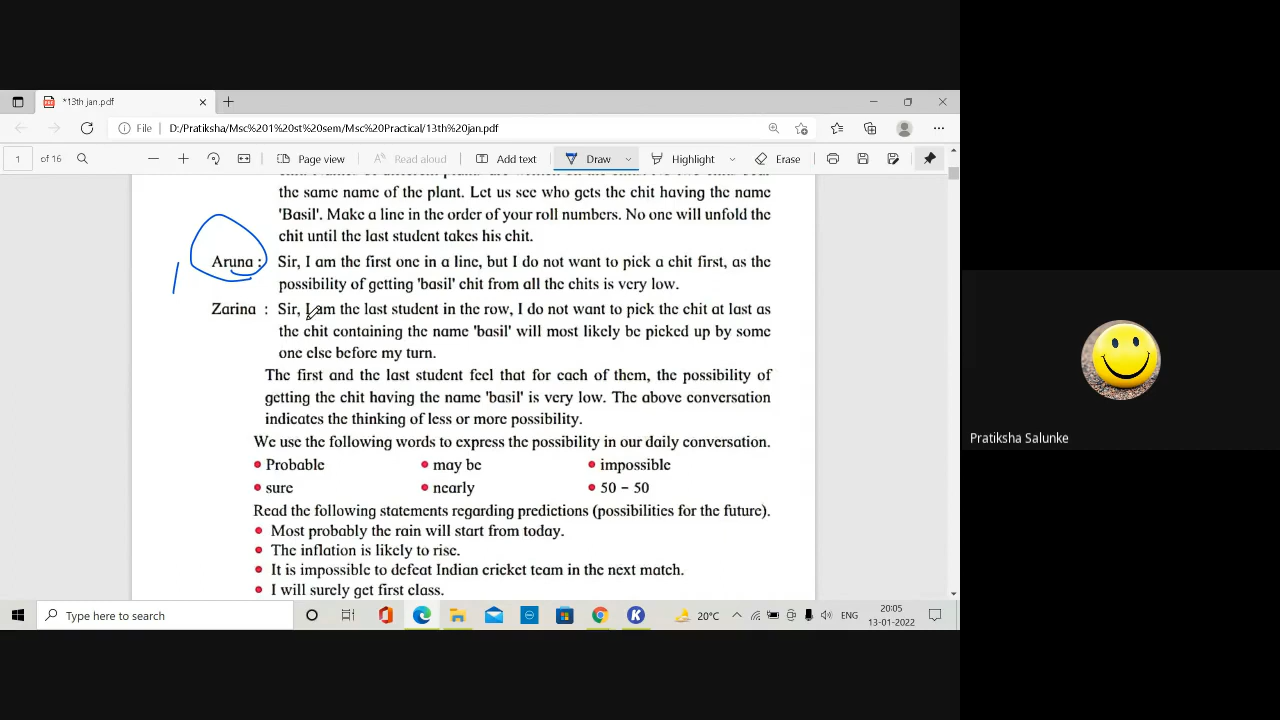 *13th jan.pdf
File D:/Pratiksha/Msc%201%20st%20sem/Msc%20Practical/13th%20jan.pdf
1 of 16 Page view Read aloud Add text Draw Highlight Erase
the same name of the plant. Let us see who gets the chit having the name
'Basil'. Make a line in the order of your roll numbers. No one will unfold the
chit until the last student takes his chit.
Aruna : Sir, I am the first one in a line, but I do not want to pick a chit first, as the
1
possibility of getting 'basil' chit from all the chits is very low.
Zarina : Sir, I am the last student in the row, I do not want to pick the chit at last as
the chit containing the name 'basil' will most likely be picked up by some
one else before my turn.
The first and the last student feel that for each of them, the possibility of
getting the chit having the name 'basil' is very low. The above conversation
indicates the thinking of less or more possibility.
We use the following words to express the possibility in our daily conversation.
• Probable • may be • impossible
• sure • nearly • 50 – 50
Read the following statements regarding predictions (possibilities for the future).
• Most probably the rain will start from today.
• The inflation is likely to rise.
• It is impossible to defeat Indian cricket team in the next match.
• I will surely get first class.
Pratiksha Salunke
Type here to search 20°C ENG 20:05
13-01-2022